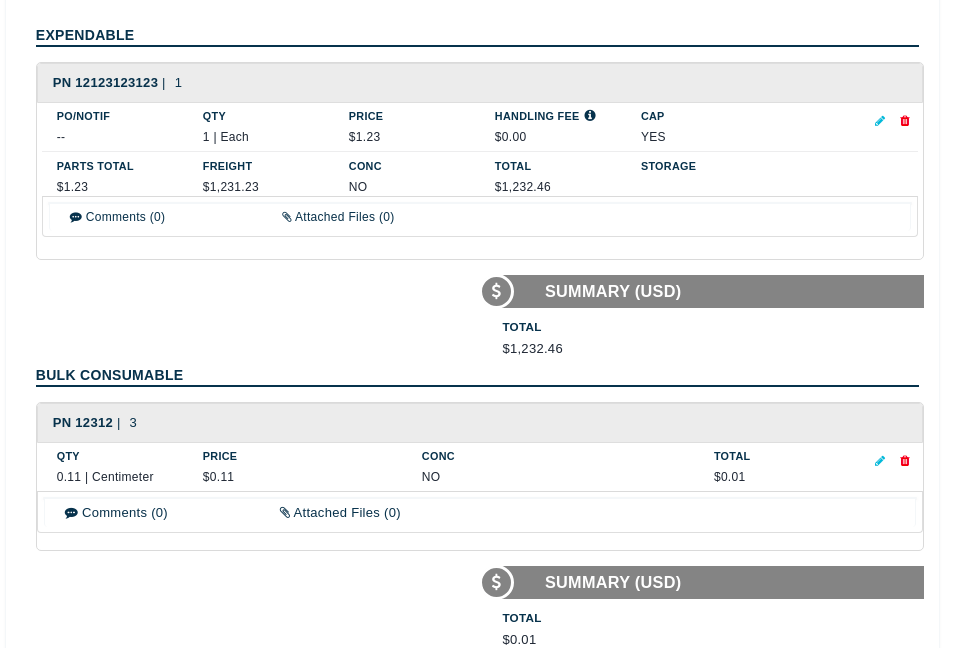 EXPENDABLE
PN 12123123123 | 1
PO/NOTIF QTY PRICE HANDLING FEE CAP
-- 1 | Each $1.23 $0.00 YES
PARTS TOTAL FREIGHT CONC TOTAL STORAGE
$1.23 $1,231.23 NO $1,232.46
Comments (0) Attached Files (0)
$ SUMMARY (USD)
TOTAL
$1,232.46
BULK CONSUMABLE
PN 12312 | 3
QTY PRICE CONC TOTAL
0.11 | Centimeter $0.11 NO $0.01
Comments (0) Attached Files (0)
$ SUMMARY (USD)
TOTAL
$0.01